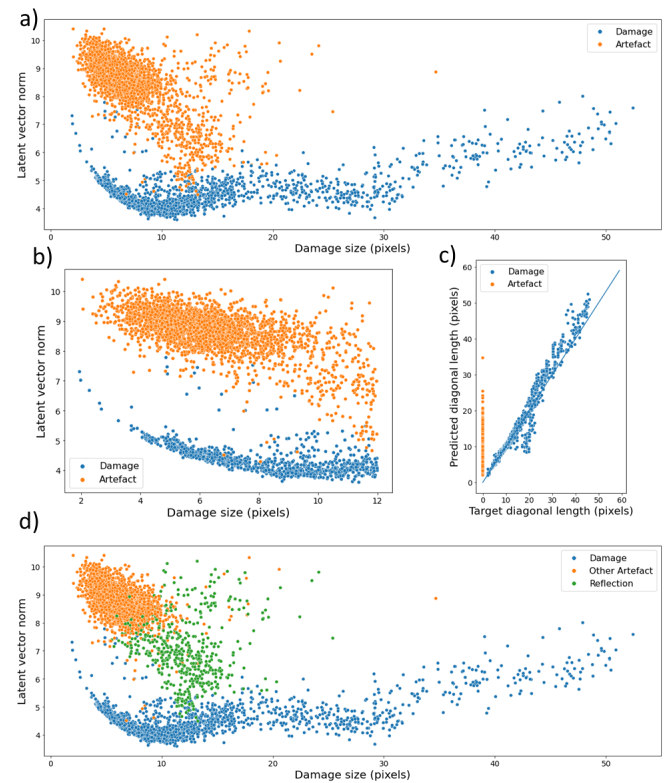 a)
Latent vector norm
10
9
8
7
6
5
4
Damage
Artefact
0 10 20 30 40 50
Damage size (pixels)
b)
Latent vector norm
10
9
8
7
6
5
4
Damage
Artefact
2 4 6 8 10 12
Damage size (pixels)
c)
Predicted diagonal length (pixels)
60
50
40
30
20
10
0
Damage
Artefact
0 10 20 30 40 50 60
Target diagonal length (pixels)
d)
Latent vector norm
10
9
8
7
6
5
4
Damage
Other Artefact
Reflection
0 10 20 30 40 50
Damage size (pixels)